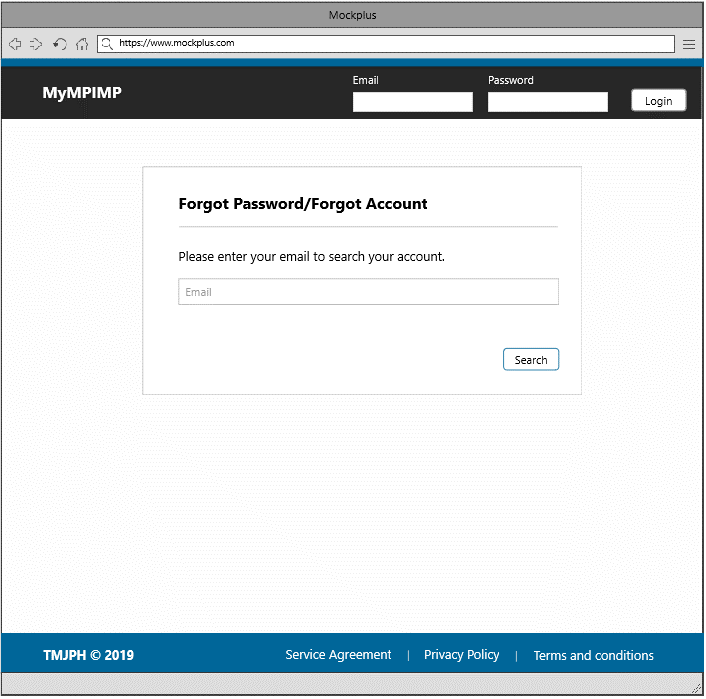 Mockplus
https://www.mockplus.com
Email Password
MyMPIMP
Login
Forgot Password/Forgot Account
Please enter your email to search your account.
Email
Search
TMJPH © 2019 Service Agreement | Privacy Policy | Terms and conditions